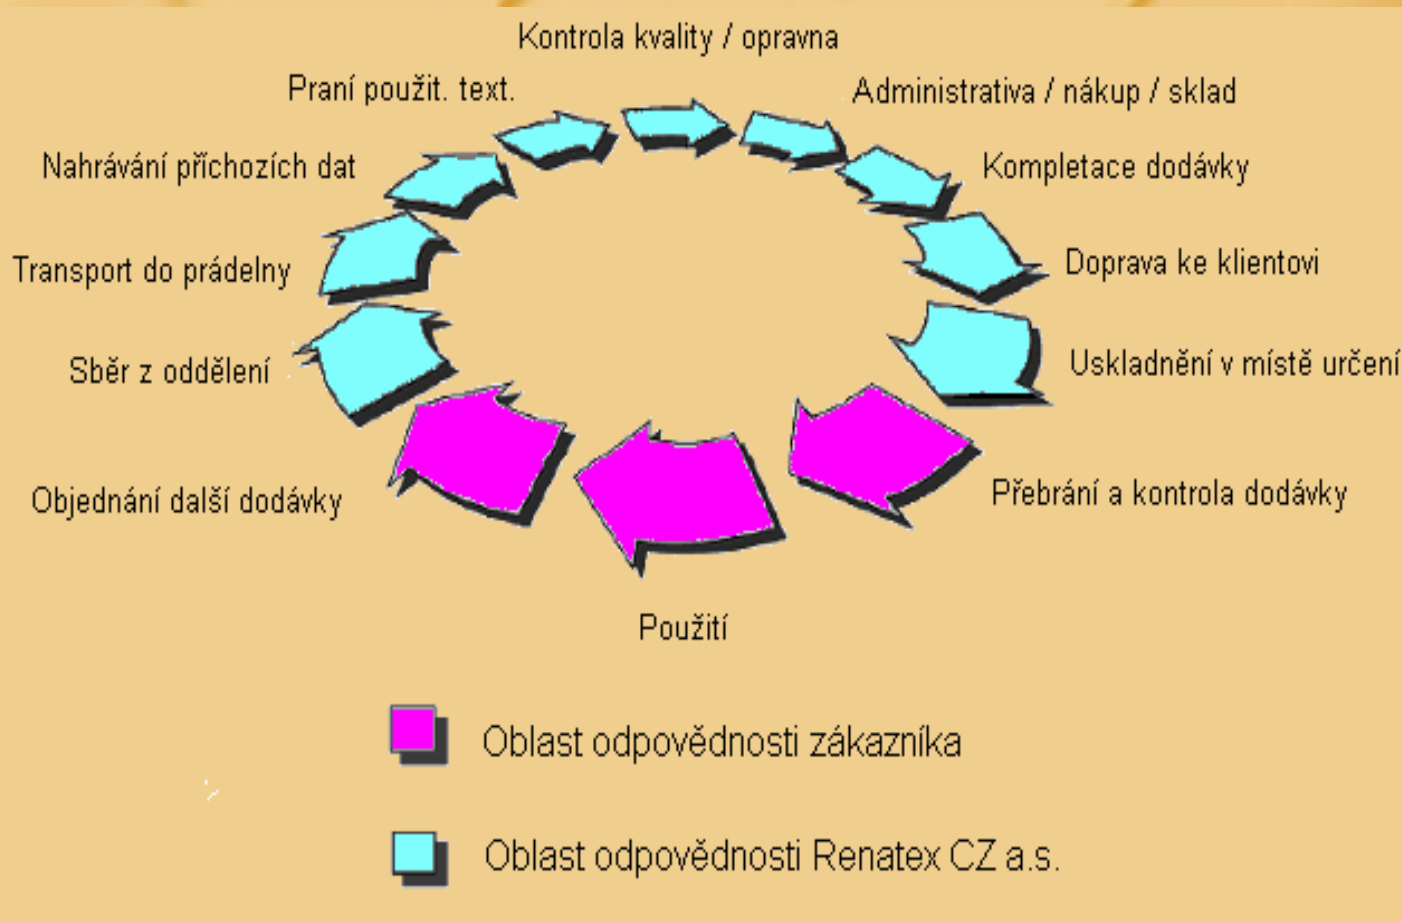 Kontrola kvality / opravna
Praní použit. text.
Administrativa / nákup / sklad
Nahrávání příchozích dat
Kompletace dodávky
Transport do prádelny
Doprava ke klientovi
Sběr z oddělení
Uskladnění v místě určení
Objednání další dodávky
Přebrání a kontrola dodávky
Použití
Oblast odpovědnosti zákazníka
Oblast odpovědnosti Renatex CZ a.s.